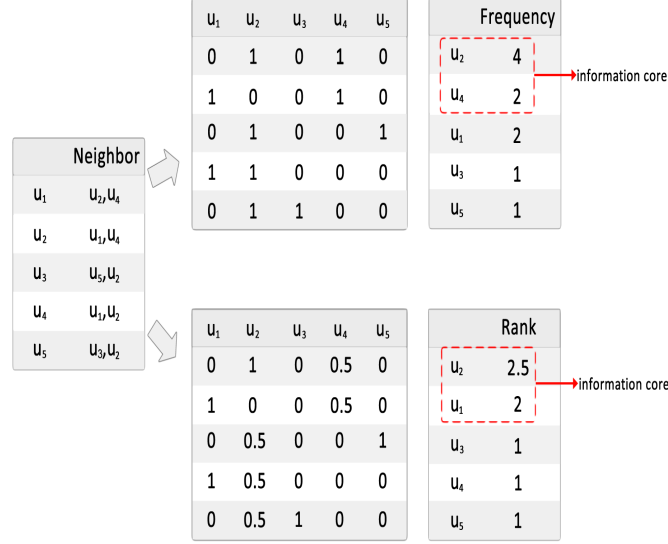 Neighbor
u₁ u₂,u₄
u₂ u₁,u₄
u₃ u₅,u₂
u₄ u₁,u₂
u₅ u₃,u₂
u₁ u₂ u₃ u₄ u₅
0 1 0 1 0
1 0 0 1 0
0 1 0 0 1
1 1 0 0 0
0 1 1 0 0
Frequency
u₂ 4
u₄ 2
u₁ 2
u₃ 1
u₅ 1
information core
u₁ u₂ u₃ u₄ u₅
0 1 0 0.5 0
1 0 0 0.5 0
0 0.5 0 0 1
1 0.5 0 0 0
0 0.5 1 0 0
Rank
u₂ 2.5
u₁ 2
u₃ 1
u₄ 1
u₅ 1
information core